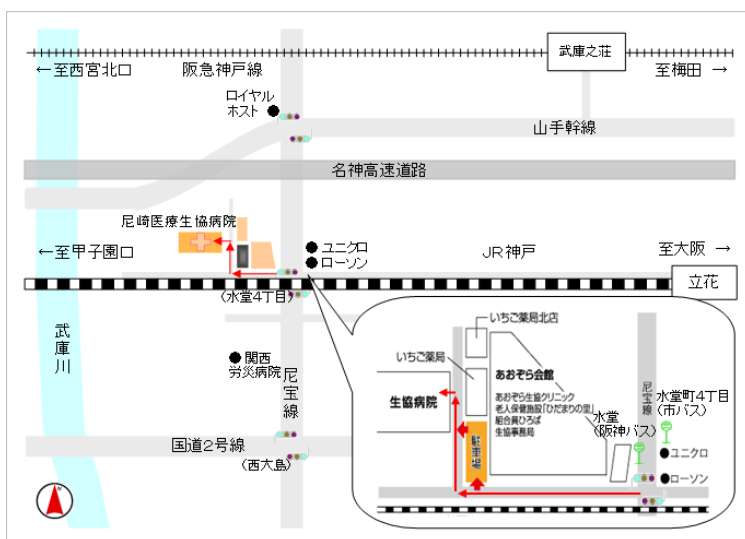 武庫之荘
←至西宮北口
阪急神戸線
至梅田 →
ロイヤル
ホスト
山手幹線
名神高速道路
尼崎医療生協病院
←至甲子園口
ユニクロ
ローソン
JR神戸
至大阪 →
立花
(水堂4丁目)
武庫川
関西
労災病院
尼宝線
国道2号線
(西大島)
いちご薬局北店
いちご薬局
あおぞら会館
生協病院
あおぞら生協クリニック
老人保健施設「ひだまりの里」
組合員ひろば
生協事務局
駐車場
尼宝線
水堂町4丁目
(市バス)
水堂
(阪神バス)
ユニクロ
ローソン
N